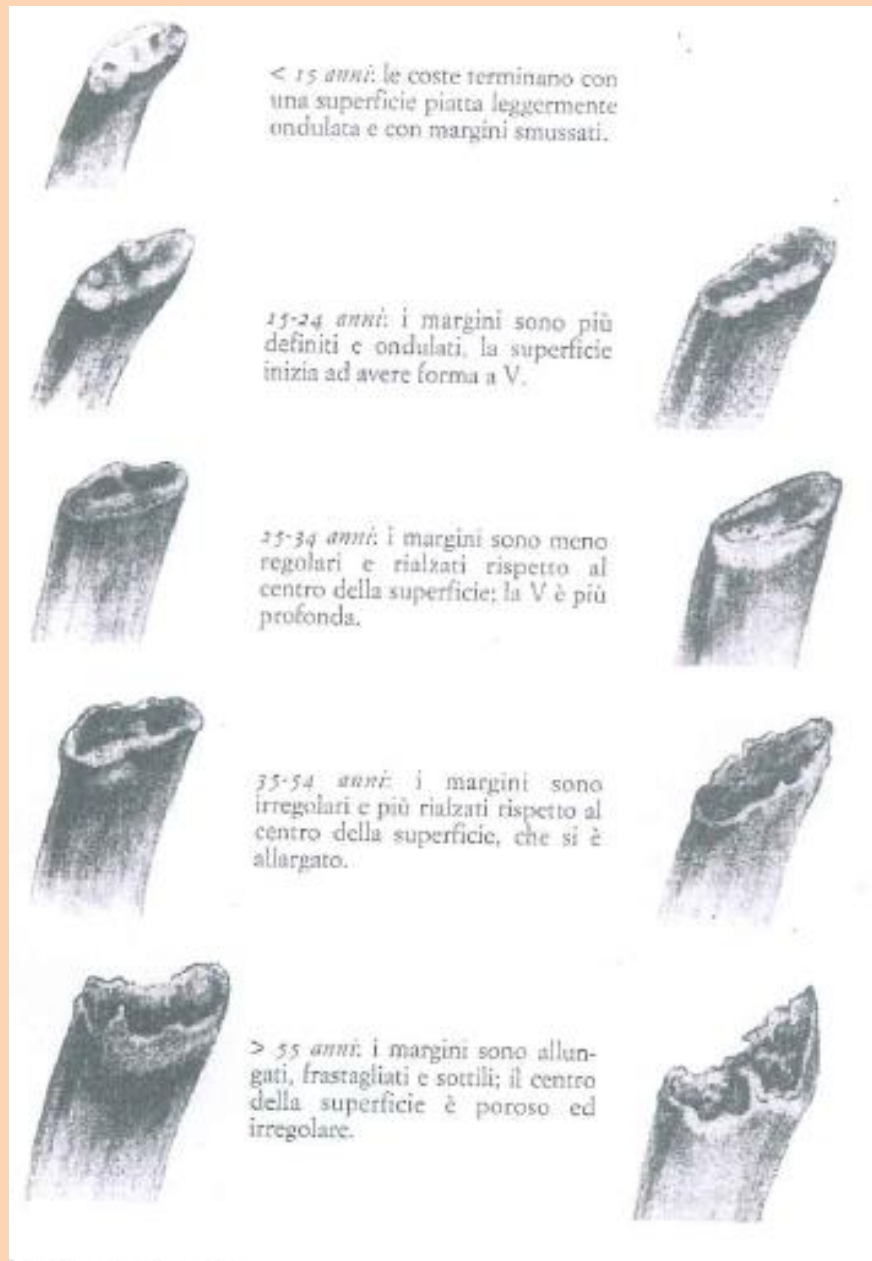 < 15 anni: le coste terminano con
una superficie piatta leggermente
ondulata e con margini smussati.
15-24 anni: i margini sono più
definiti e ondulati, la superficie
inizia ad avere forma a V.
25-34 anni: i margini sono meno
regolari e rialzati rispetto al
centro della superficie; la V è più
profonda.
35-54 anni: i margini sono
irregolari e più rialzati rispetto al
centro della superficie, che si è
allargato.
> 55 anni: i margini sono allun-
gati, frastagliati e sottili; il centro
della superficie è poroso ed
irregolare.